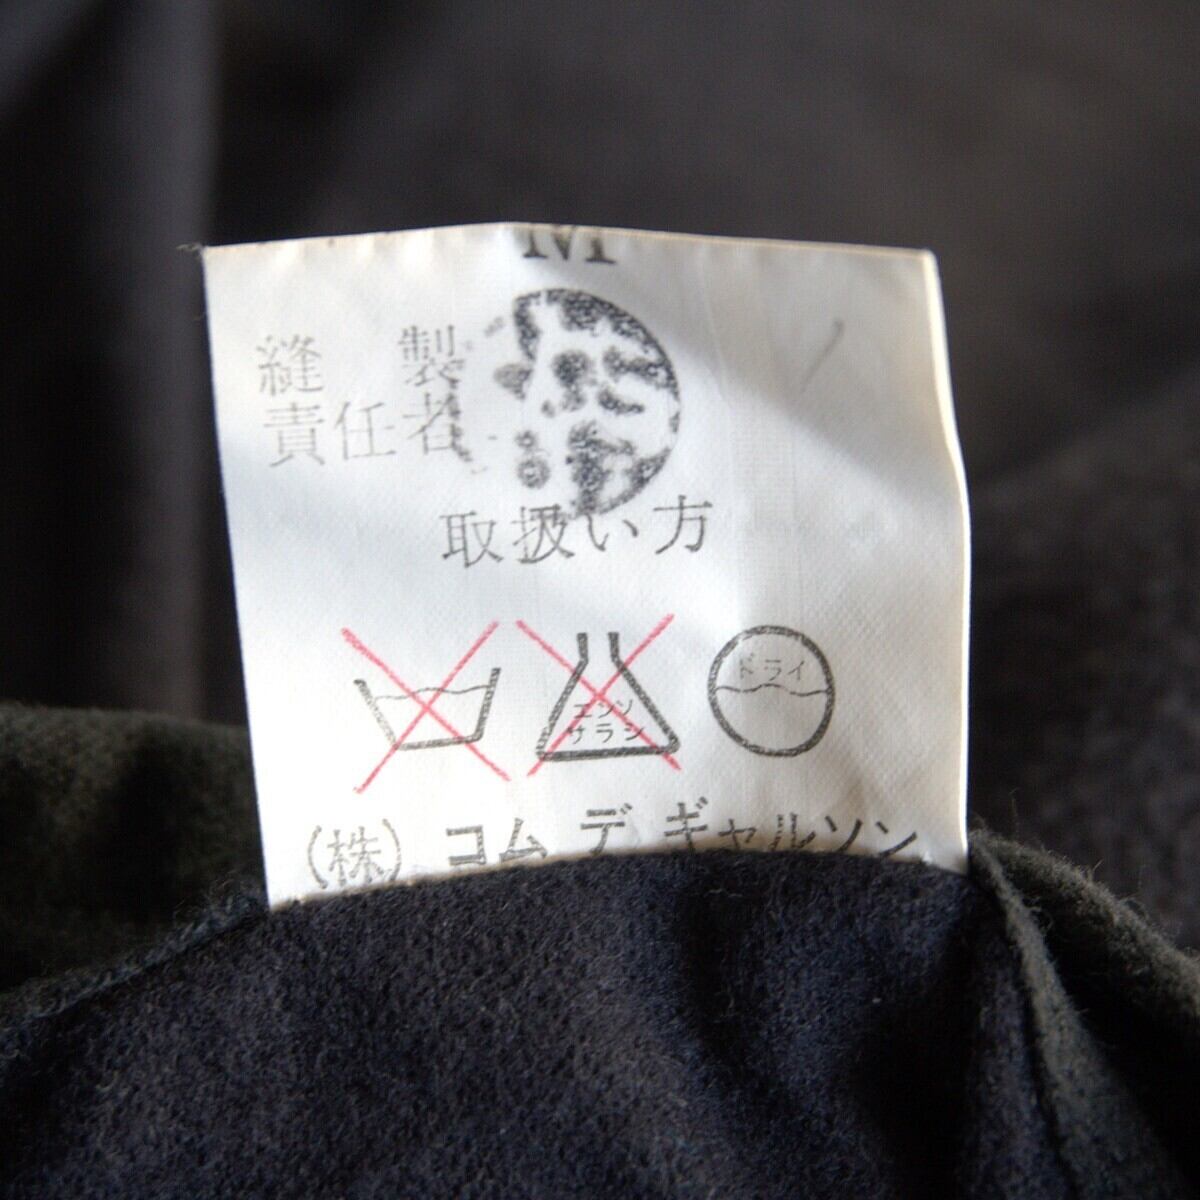 M
縫製
責任者
取扱い方
エンソ
サラシ
ドライ
(株) コム デ ギャルソン